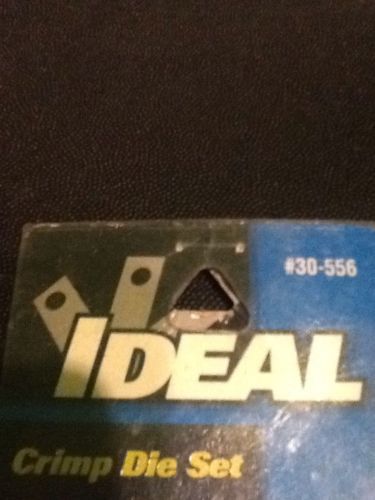 #30-556
IDEAL
Crimp Die Set